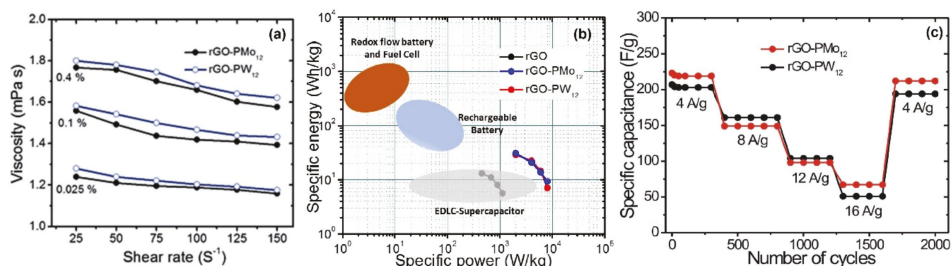 (a)
rGO-PMo12
rGO-PW12
0.4 %
0.1 %
0.025 %
Viscosity (mPa s)
2.0
1.8
1.6
1.4
1.2
1.0
25 50 75 100 125 150
Shear rate (S⁻¹)
(b)
Redox flow battery
and Fuel Cell
rGO
rGO-PMo12
rGO-PW12
Rechargeable
Battery
EDLC-Supercapacitor
Specific energy (Wh/kg)
10⁴
10³
10²
10¹
10⁰
10⁻¹
10⁰ 10¹ 10² 10³ 10⁴ 10⁵
Specific power (W/kg)
(c)
rGO-PMo12
rGO-PW12
4 A/g
8 A/g
12 A/g
16 A/g
4 A/g
Specific capacitance (F/g)
300
250
200
150
100
50
0
0 500 1000 1500 2000
Number of cycles